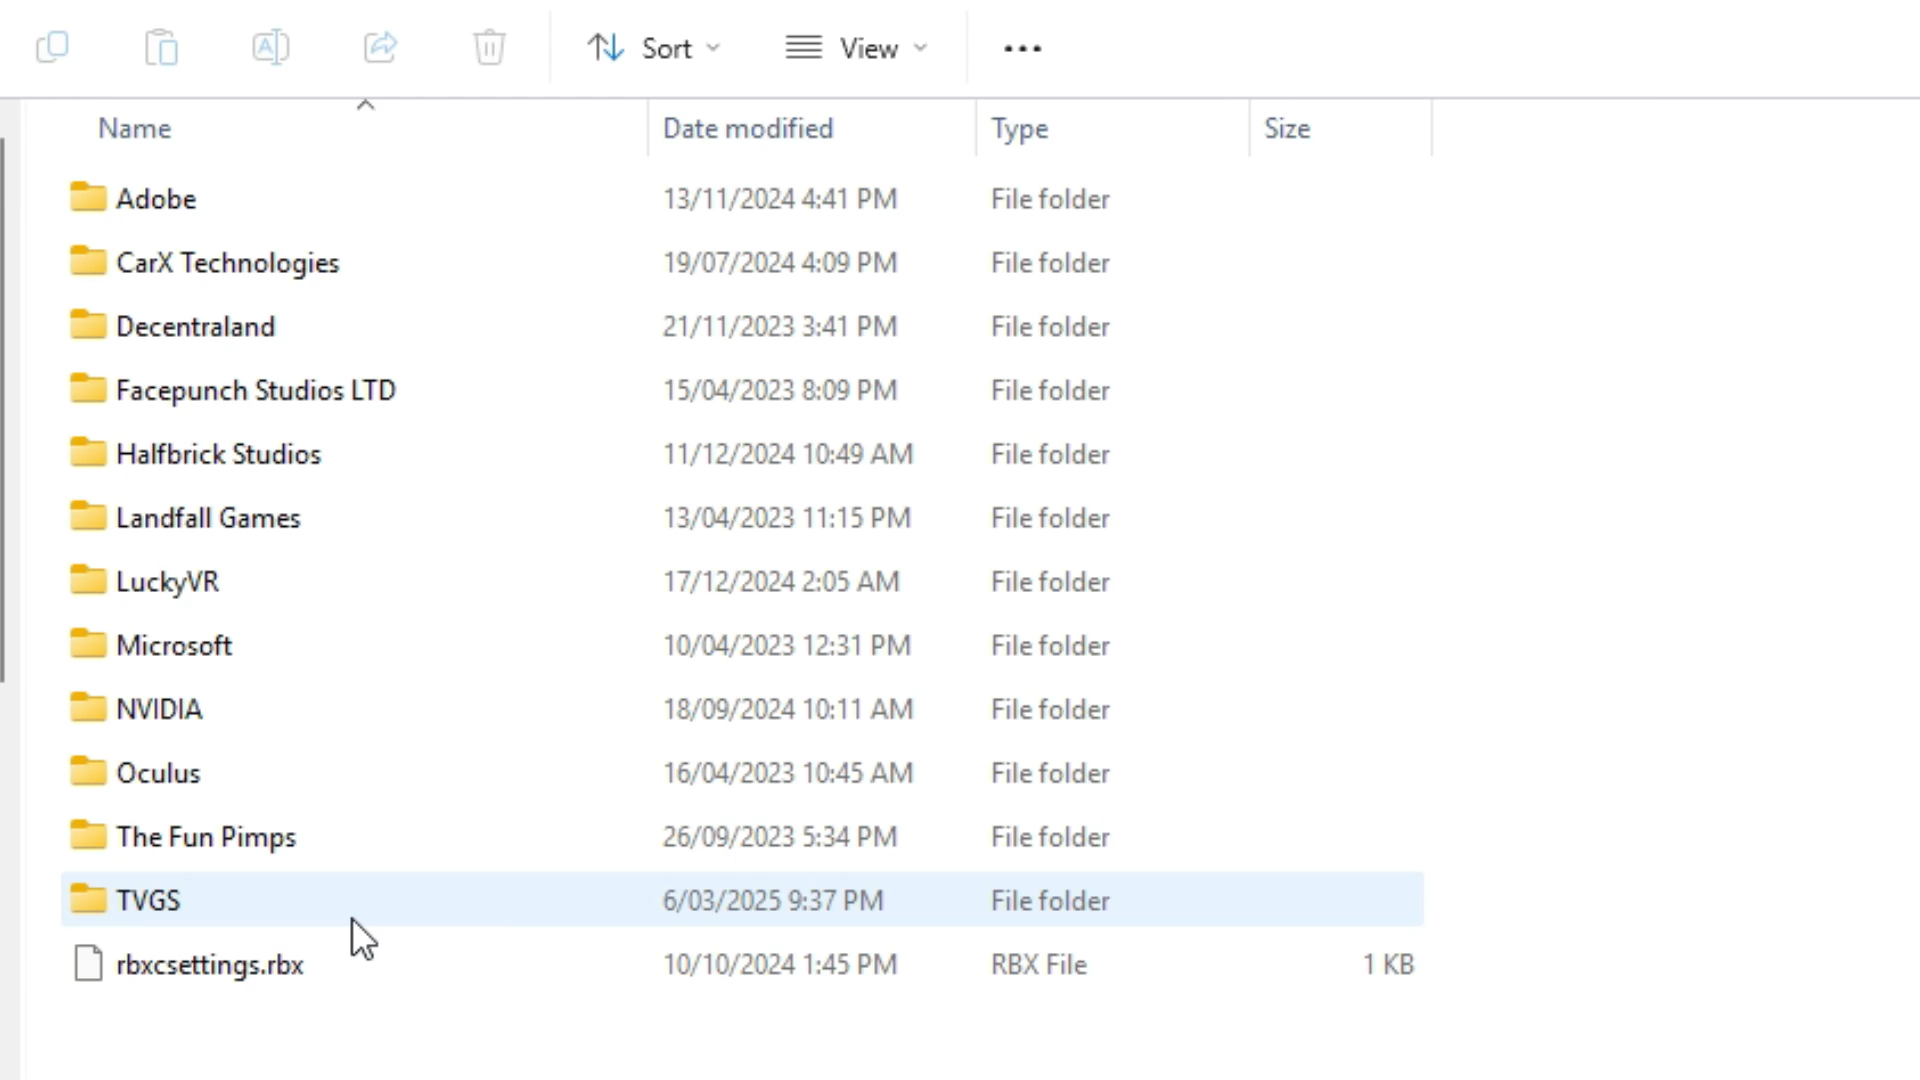 Sort View
Name Date modified Type Size
Adobe 13/11/2024 4:41 PM File folder
CarX Technologies 19/07/2024 4:09 PM File folder
Decentraland 21/11/2023 3:41 PM File folder
Facepunch Studios LTD 15/04/2023 8:09 PM File folder
Halfbrick Studios 11/12/2024 10:49 AM File folder
Landfall Games 13/04/2023 11:15 PM File folder
LuckyVR 17/12/2024 2:05 AM File folder
Microsoft 10/04/2023 12:31 PM File folder
NVIDIA 18/09/2024 10:11 AM File folder
Oculus 16/04/2023 10:45 AM File folder
The Fun Pimps 26/09/2023 5:34 PM File folder
TVGS 6/03/2025 9:37 PM File folder
rbxcsettings.rbx 10/10/2024 1:45 PM RBX File 1 KB